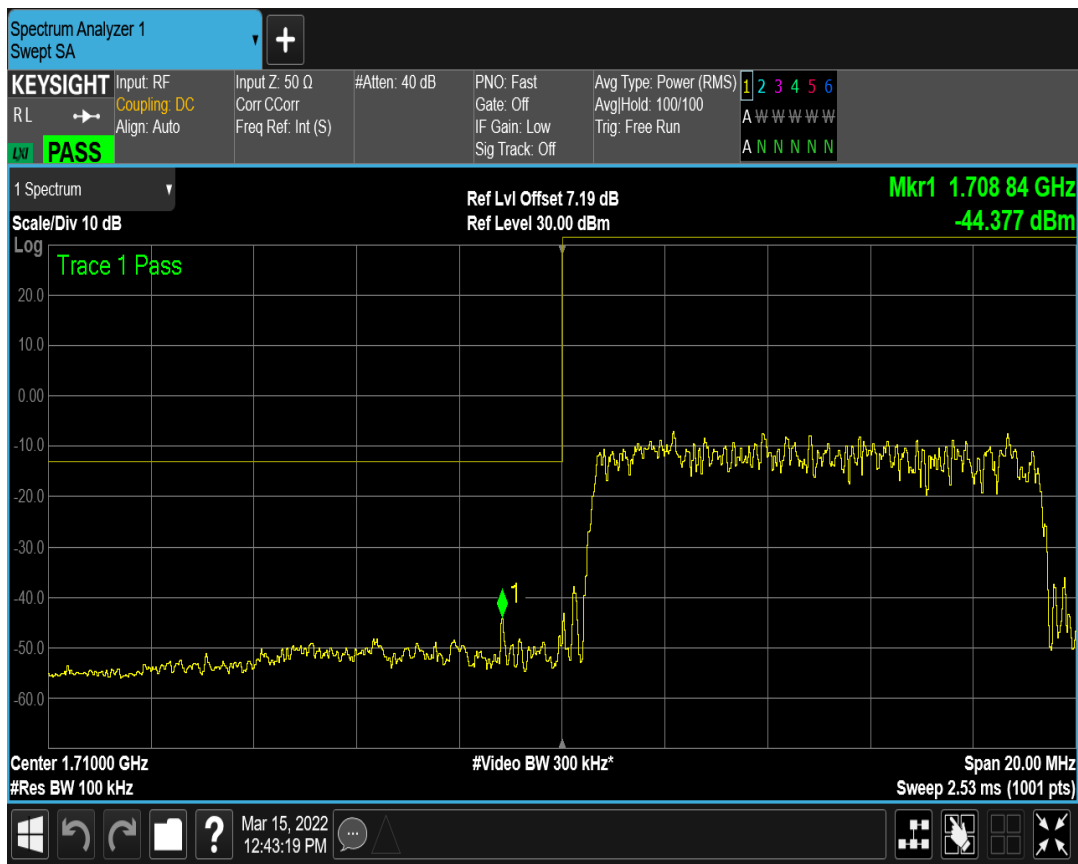 Spectrum Analyzer 1
Swept SA
+
KEYSIGHT
R L
LXI
PASS
Input: RF
Coupling: DC
Align: Auto
Input Z: 50 Ω
Corr CCorr
Freq Ref: Int (S)
#Atten: 40 dB
PNO: Fast
Gate: Off
IF Gain: Low
Sig Track: Off
Avg Type: Power (RMS)
Avg|Hold: 100/100
Trig: Free Run
1 2 3 4 5 6
A W W W W W
A N N N N N
1 Spectrum
Scale/Div 10 dB
Ref Lvl Offset 7.19 dB
Ref Level 30.00 dBm
Mkr1 1.708 84 GHz
-44.377 dBm
Log
Trace 1 Pass
20.0
10.0
0.00
-10.0
-20.0
-30.0
-40.0
-50.0
-60.0
1
Center 1.71000 GHz
#Res BW 100 kHz
#Video BW 300 kHz*
Span 20.00 MHz
Sweep 2.53 ms (1001 pts)
?
Mar 15, 2022
12:43:19 PM